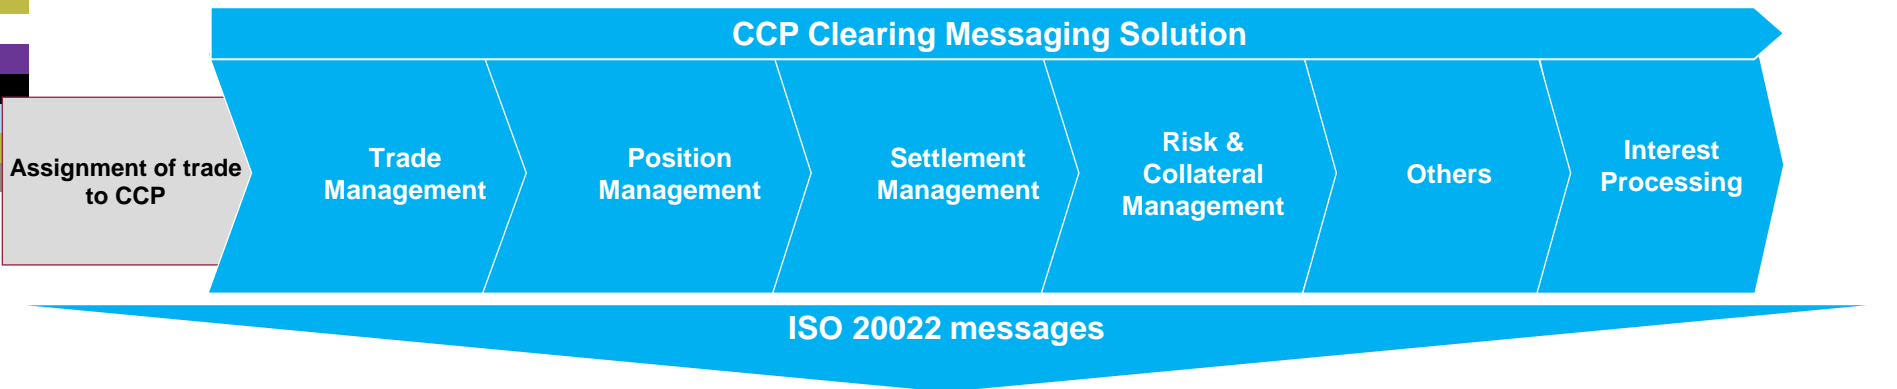 CCP Clearing Messaging Solution
Assignment of trade
to CCP
Trade
Management
Position
Management
Settlement
Management
Risk &
Collateral
Management
Others
Interest
Processing
ISO 20022 messages